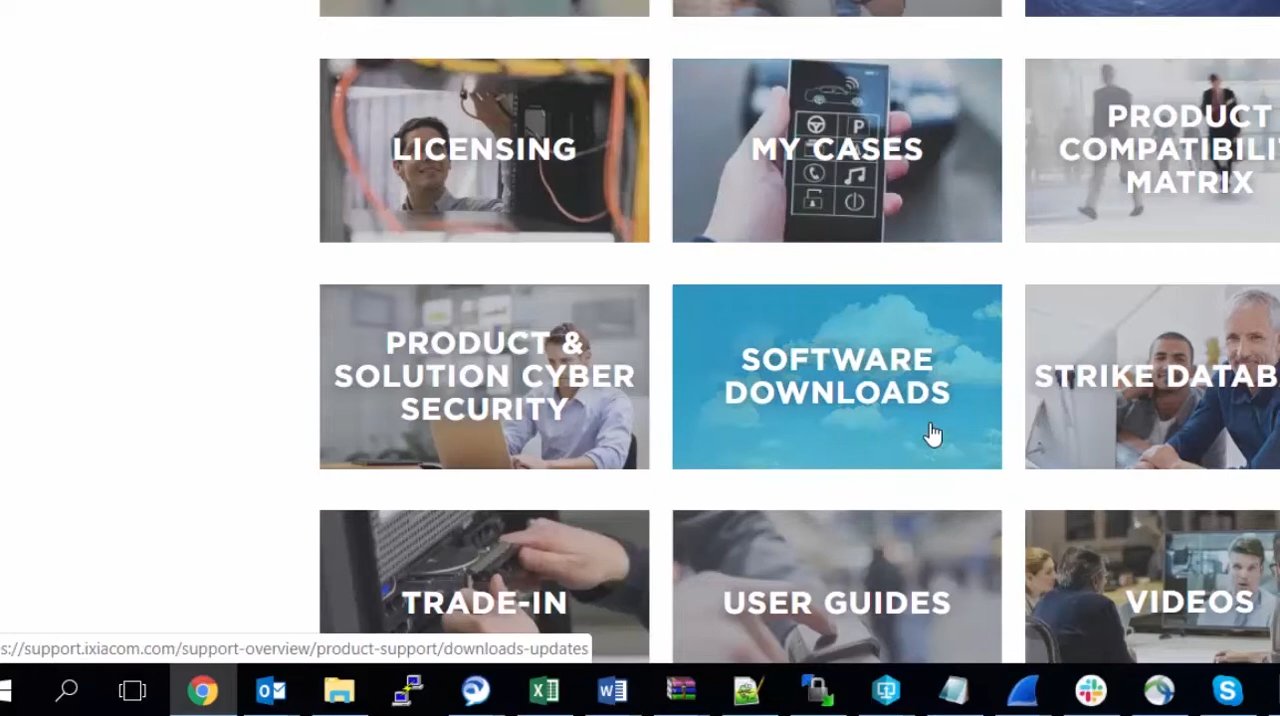 LICENSING
MY CASES
P
PRODUCT
COMPATIBILI
MATRIX
PRODUCT &
SOLUTION CYBER
SECURITY
SOFTWARE
DOWNLOADS
STRIKE DATAB
TRADE-IN
USER GUIDES
VIDEOS
s://support.ixiacom.com/support-overview/product-support/downloads-updates